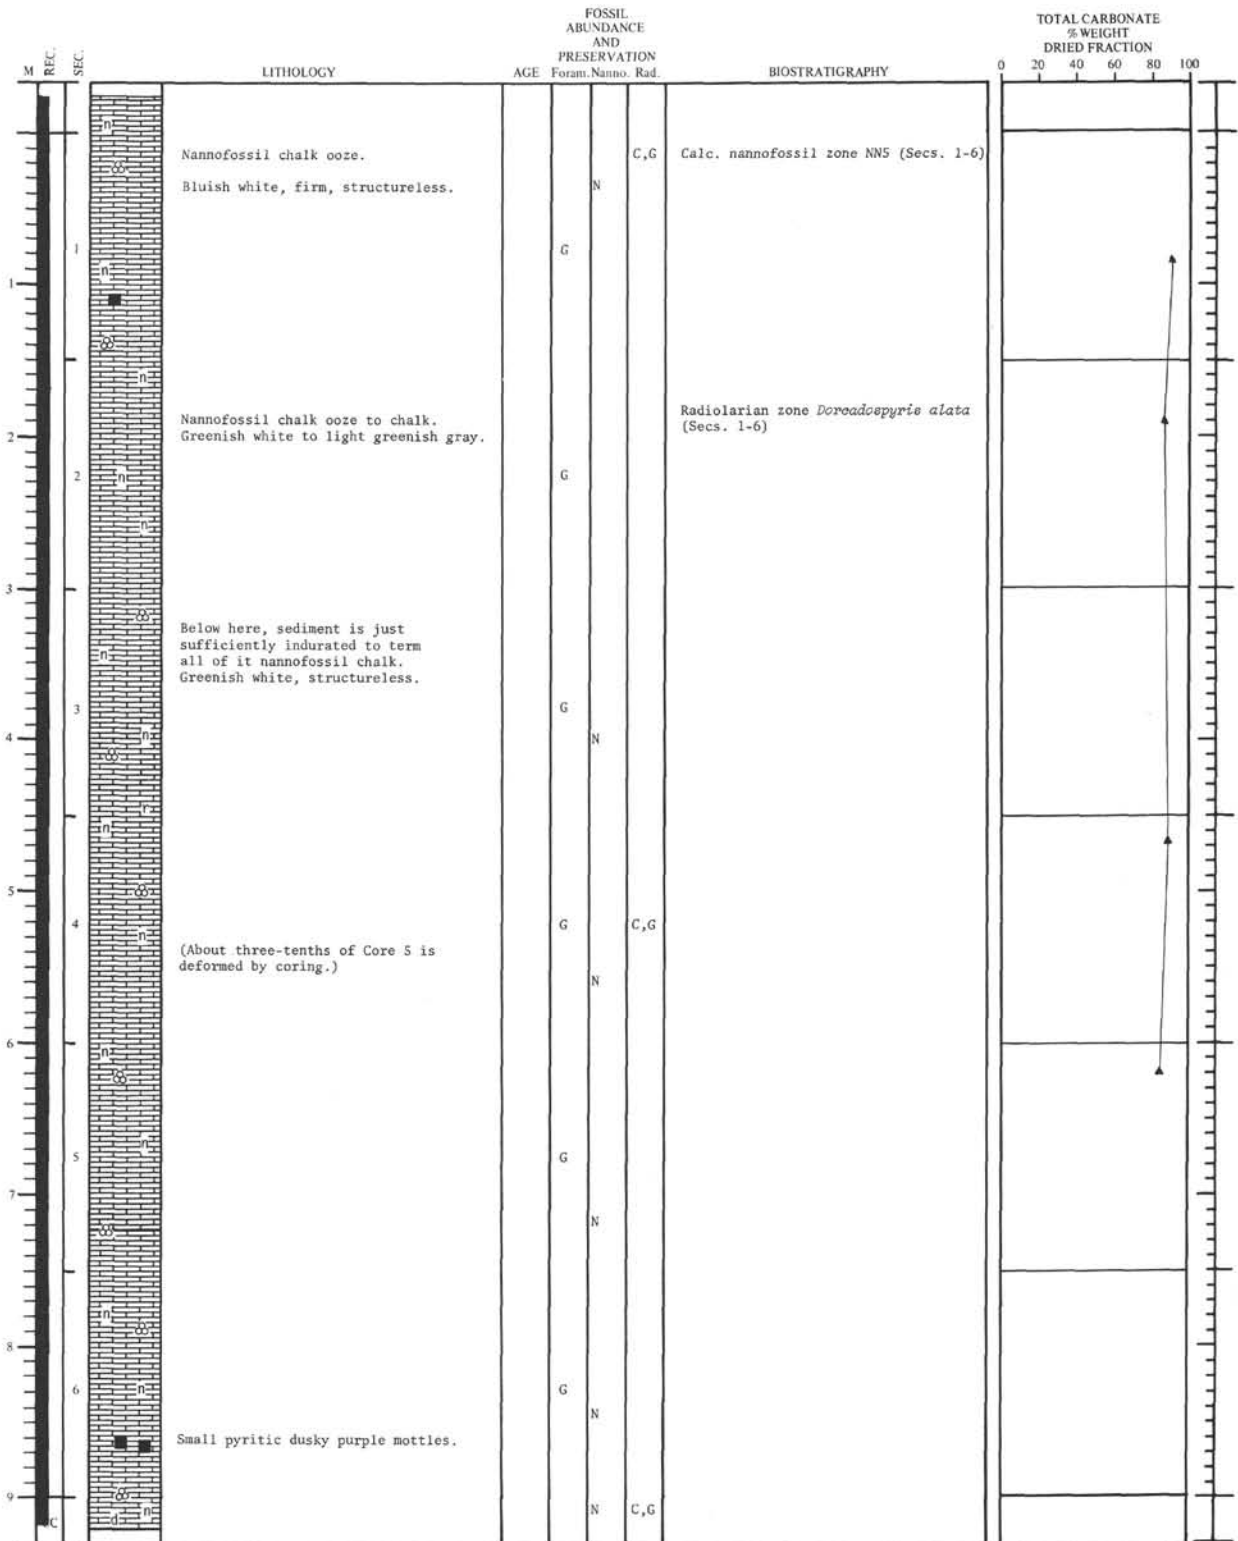 FOSSIL
ABUNDANCE
AND
PRESERVATION
TOTAL CARBONATE
% WEIGHT
DRIED FRACTION
M REC. SEC. LITHOLOGY AGE Foram. Nanno. Rad. BIOSTRATIGRAPHY 0 20 40 60 80 100
n
Nannofossil chalk ooze. C,G Calc. nannofossil zone NN5 (Secs. 1-6)
Bluish white, firm, structureless. N
1 G
n
1
n
Nannofossil chalk ooze to chalk. Radiolarian zone Doreadospyris alata
Greenish white to light greenish gray. (Secs. 1-6)
2
2 n G
n
3
Below here, sediment is just
sufficiently indurated to term
all of it nannofossil chalk.
n
Greenish white, structureless.
3 G
4 n N
r
n
5
4 n G C,G
(About three-tenths of Core 5 is
deformed by coring.)
N
6 n
n
5 G
7
N
n
8
6 n G
N
Small pyritic dusky purple mottles.
9
d n N C,G